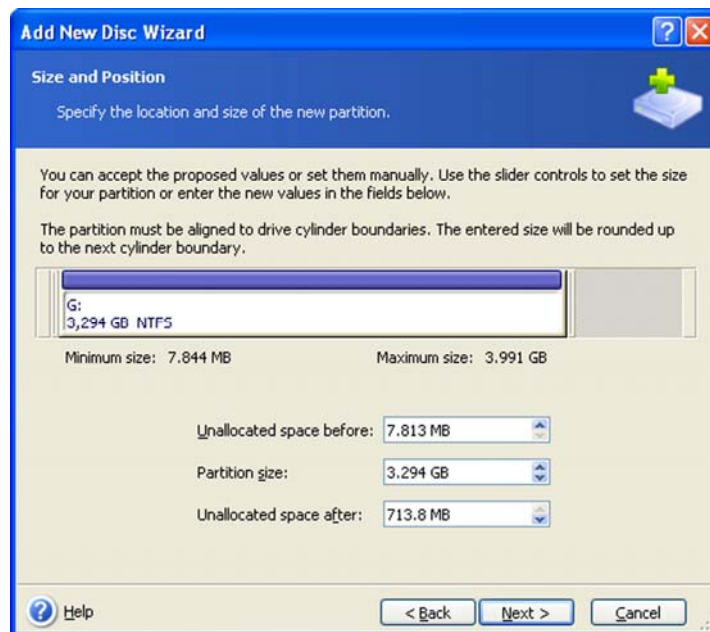 Add New Disc Wizard
Size and Position
Specify the location and size of the new partition.
You can accept the proposed values or set them manually. Use the slider controls to set the size
for your partition or enter the new values in the fields below.
The partition must be aligned to drive cylinder boundaries. The entered size will be rounded up
to the next cylinder boundary.
G:
3,294 GB NTFS
Minimum size: 7.844 MB
Maximum size: 3.991 GB
Unallocated space before: 7.813 MB
Partition size: 3.294 GB
Unallocated space after: 713.8 MB
? Help
< Back
Next >
Cancel